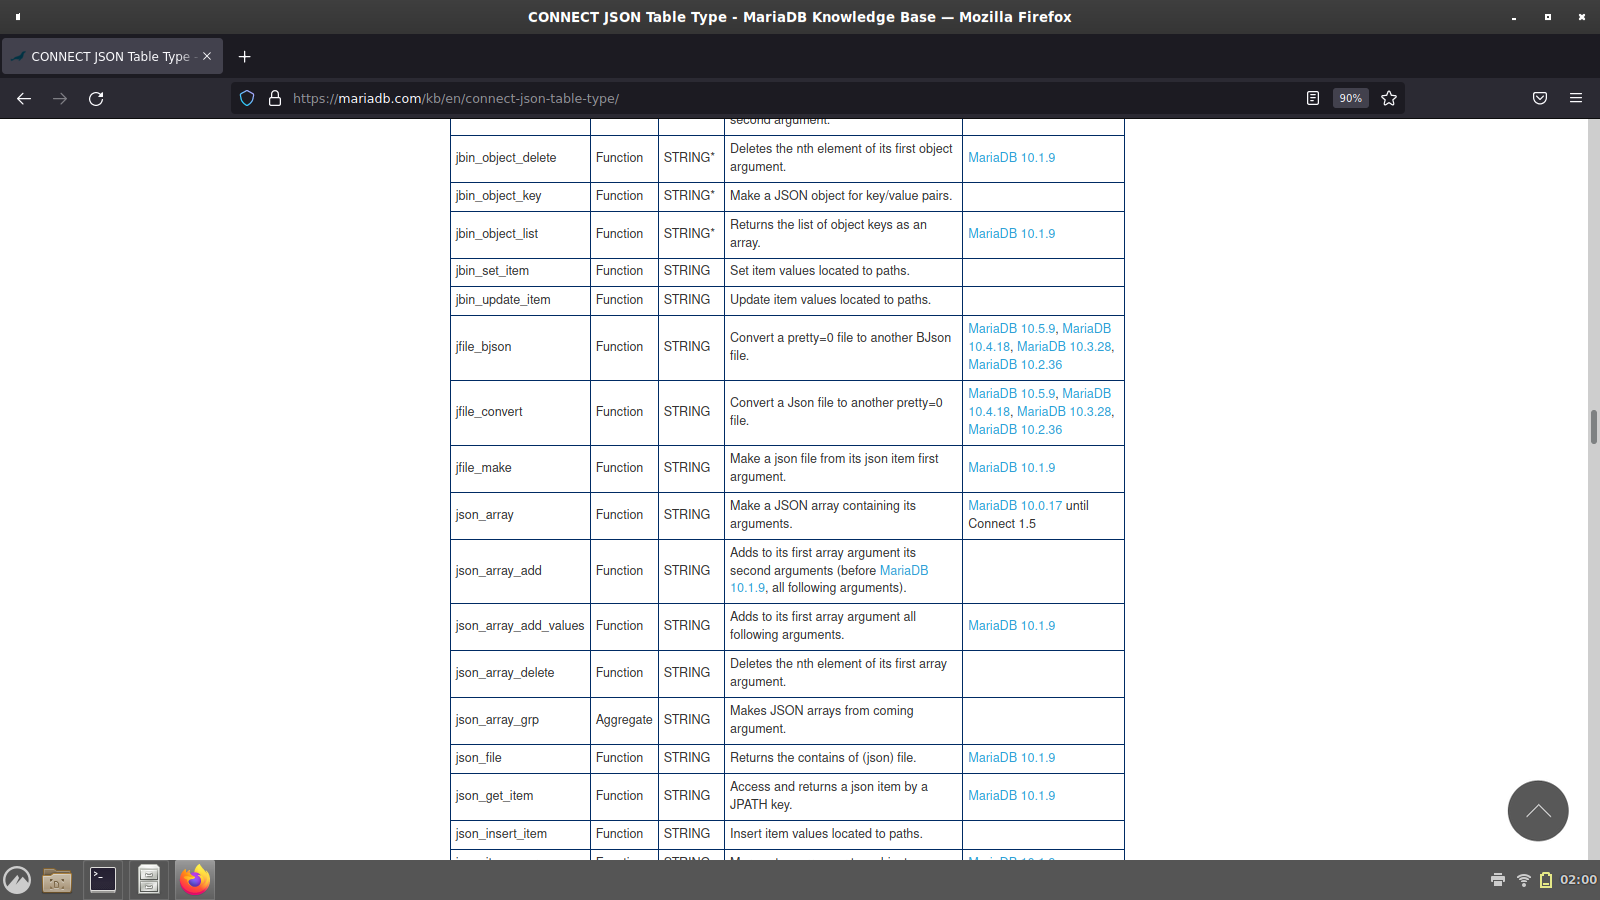 CONNECT JSON Table Type - MariaDB Knowledge Base — Mozilla Firefox
CONNECT JSON Table Type -
https://mariadb.com/kb/en/connect-json-table-type/
90%
second argument.
jbin_object_delete Function STRING* Deletes the nth element of its first object MariaDB 10.1.9
argument.
jbin_object_key Function STRING* Make a JSON object for key/value pairs.
jbin_object_list Function STRING* Returns the list of object keys as an MariaDB 10.1.9
array.
jbin_set_item Function STRING Set item values located to paths.
jbin_update_item Function STRING Update item values located to paths.
jfile_bjson Function STRING Convert a pretty=0 file to another BJson
file.
MariaDB 10.5.9, MariaDB
10.4.18, MariaDB 10.3.28,
MariaDB 10.2.36
jfile_convert Function STRING Convert a Json file to another pretty=0
file.
MariaDB 10.5.9, MariaDB
10.4.18, MariaDB 10.3.28,
MariaDB 10.2.36
jfile_make Function STRING Make a json file from its json item first
argument.
MariaDB 10.1.9
json_array Function STRING Make a JSON array containing its
arguments.
MariaDB 10.0.17 until
Connect 1.5
json_array_add Function STRING Adds to its first array argument its
second arguments (before MariaDB
10.1.9, all following arguments).
json_array_add_values Function STRING Adds to its first array argument all
following arguments.
MariaDB 10.1.9
json_array_delete Function STRING Deletes the nth element of its first array
argument.
json_array_grp Aggregate STRING Makes JSON arrays from coming
argument.
json_file Function STRING Returns the contains of (json) file. MariaDB 10.1.9
json_get_item Function STRING Access and returns a json item by a
JPATH key.
MariaDB 10.1.9
json_insert_item Function STRING Insert item values located to paths.
02:00